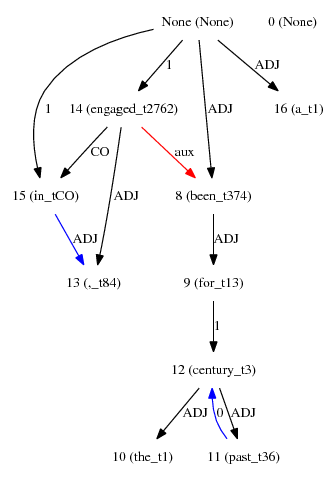 None (None) 0 (None)
1 ADJ
14 (engaged_t2762) 16 (a_t1)
1 ADJ
CO aux
15 (in_tCO) ADJ 8 (been_t374)
ADJ ADJ
13 (,_t84) 9 (for_t13)
1
12 (century_t3)
ADJ 0 ADJ
10 (the_t1) 11 (past_t36)